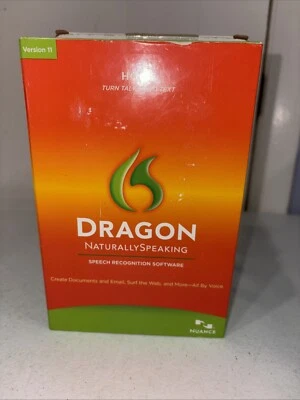 Version 11
TURN TALK TEXT
DRAGON
NATURALLYSPEAKING
SPEECH RECOGNITION SOFTWARE
Create Documents and Email, Surf the Web, and More—All By Voice
NUANCE